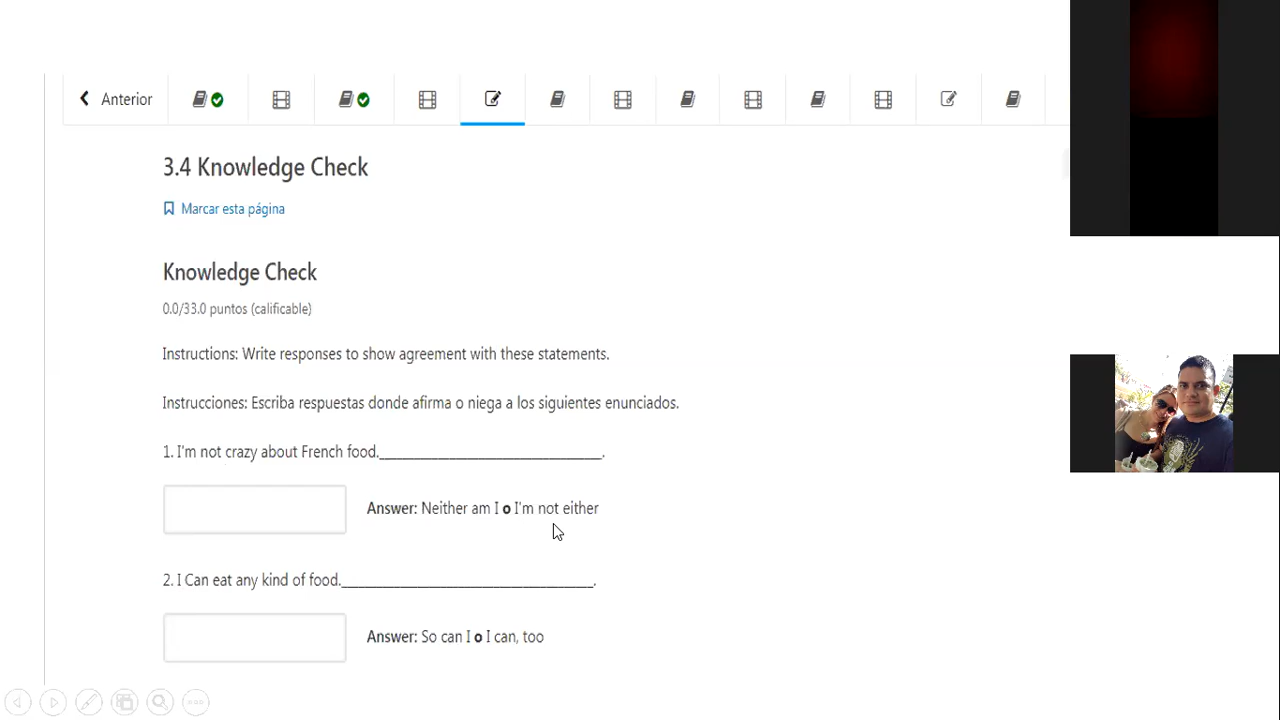 Anterior
3.4 Knowledge Check
Marcar esta página
Knowledge Check
0.0/33.0 puntos (calificable)
Instructions: Write responses to show agreement with these statements.
Instrucciones: Escriba respuestas donde afirma o niega a los siguientes enunciados.
1. I'm not crazy about French food.______________________________.
Answer: Neither am I o I'm not either
2. I Can eat any kind of food.__________________________________.
Answer: So can I o I can, too